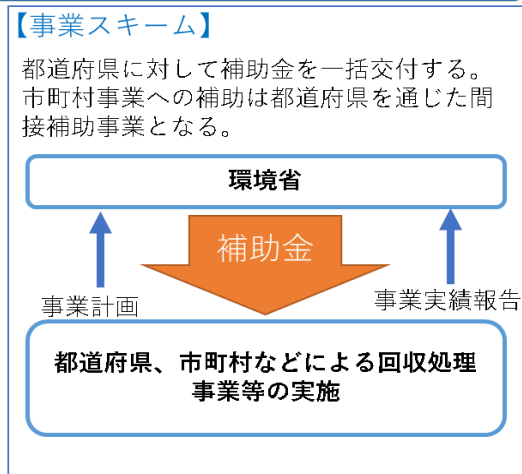 【事業スキーム】
都道府県に対して補助金を一括交付する。
市町村事業への補助は都道府県を通じた間
接補助事業となる。
環境省
補助金
事業計画
事業実績報告
都道府県、市町村などによる回収処理
事業等の実施